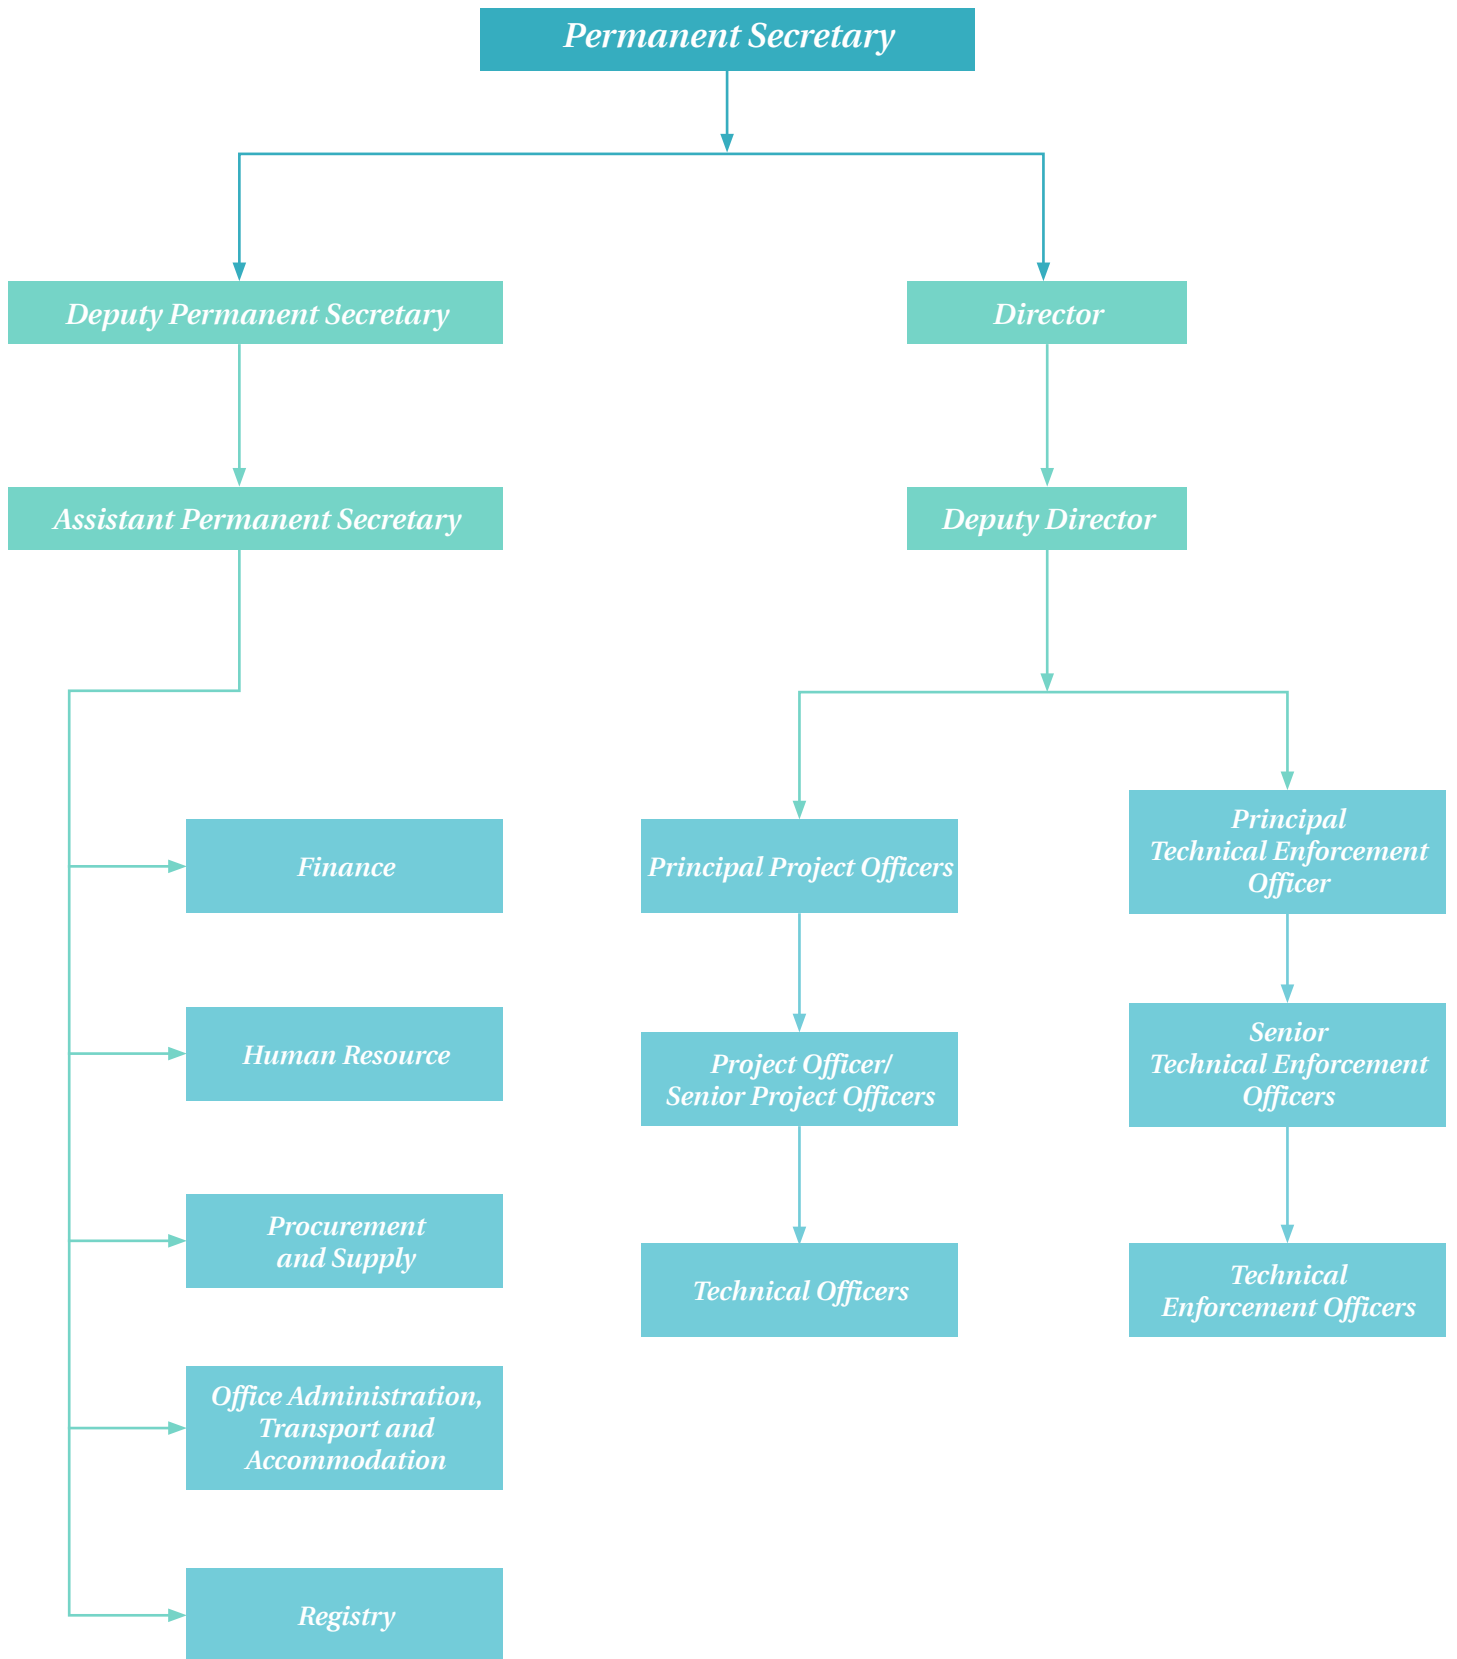 Permanent Secretary
Deputy Permanent Secretary
Director
Assistant Permanent Secretary
Deputy Director
Finance
Human Resource
Procurement
and Supply
Office Administration,
Transport and
Accommodation
Registry
Principal Project Officers
Project Officer/
Senior Project Officers
Technical Officers
Principal
Technical Enforcement
Officer
Senior
Technical Enforcement
Officers
Technical
Enforcement Officers